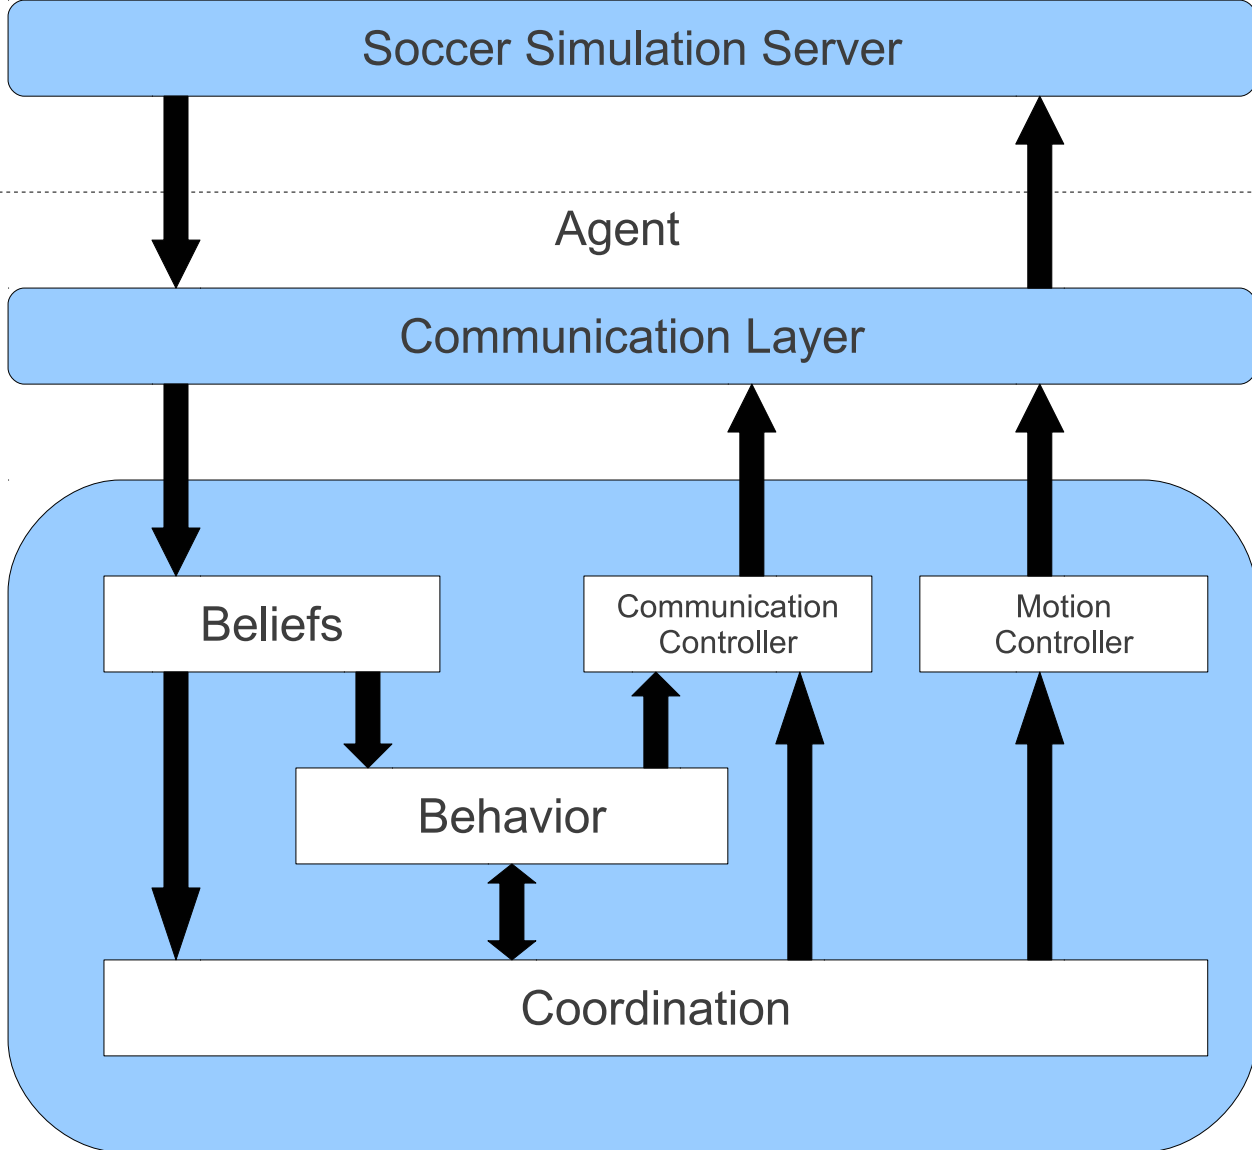 Soccer Simulation Server
Agent
Communication Layer
Beliefs
Communication
Controller
Motion
Controller
Behavior
Coordination